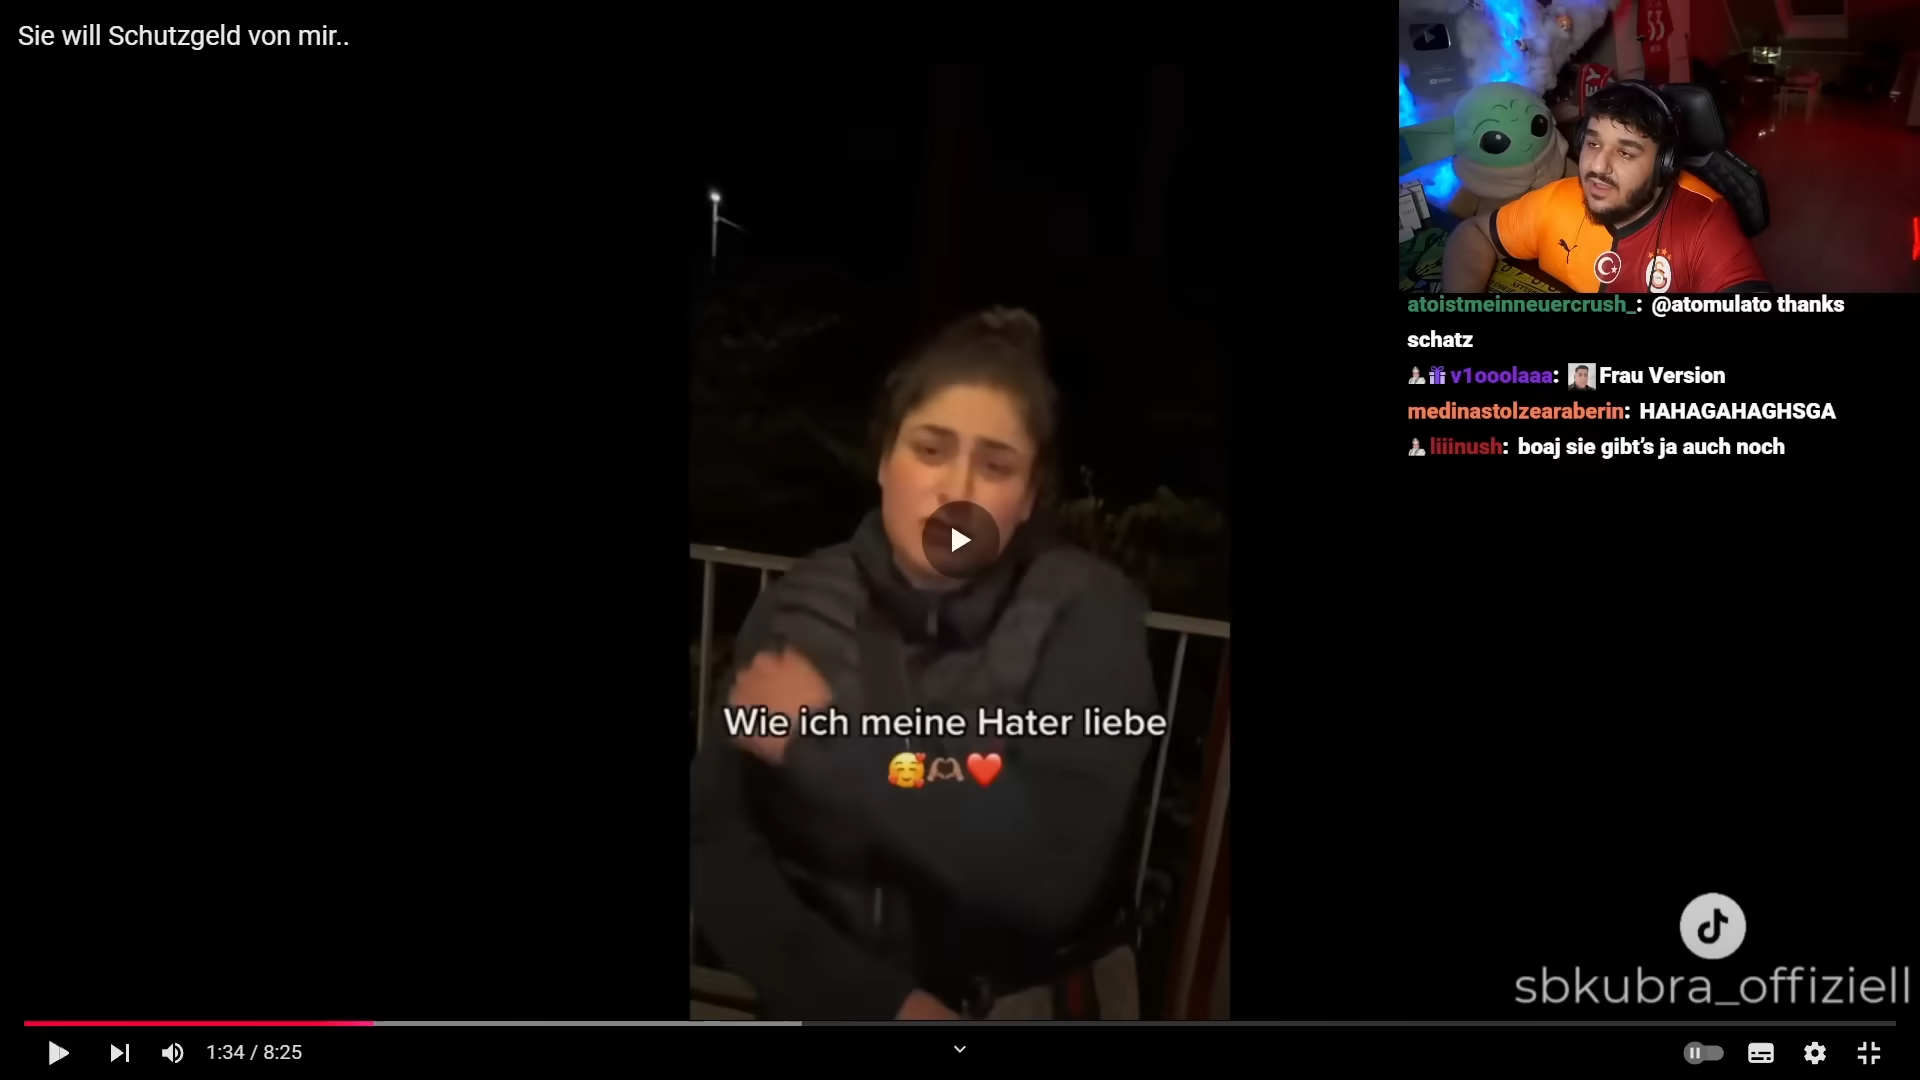 Sie will Schutzgeld von mir..
33
atoistmeinneuercrush_: @atomulato thanks
schatz
v1ooolaaa: Frau Version
medinastolzearaberin: HAHAGAHAGHSGA
liiinush: boaj sie gibt’s ja auch noch
Wie ich meine Hater liebe
🥰🫶🏽❤️
sbkubra_offiziell
1:34 / 8:25